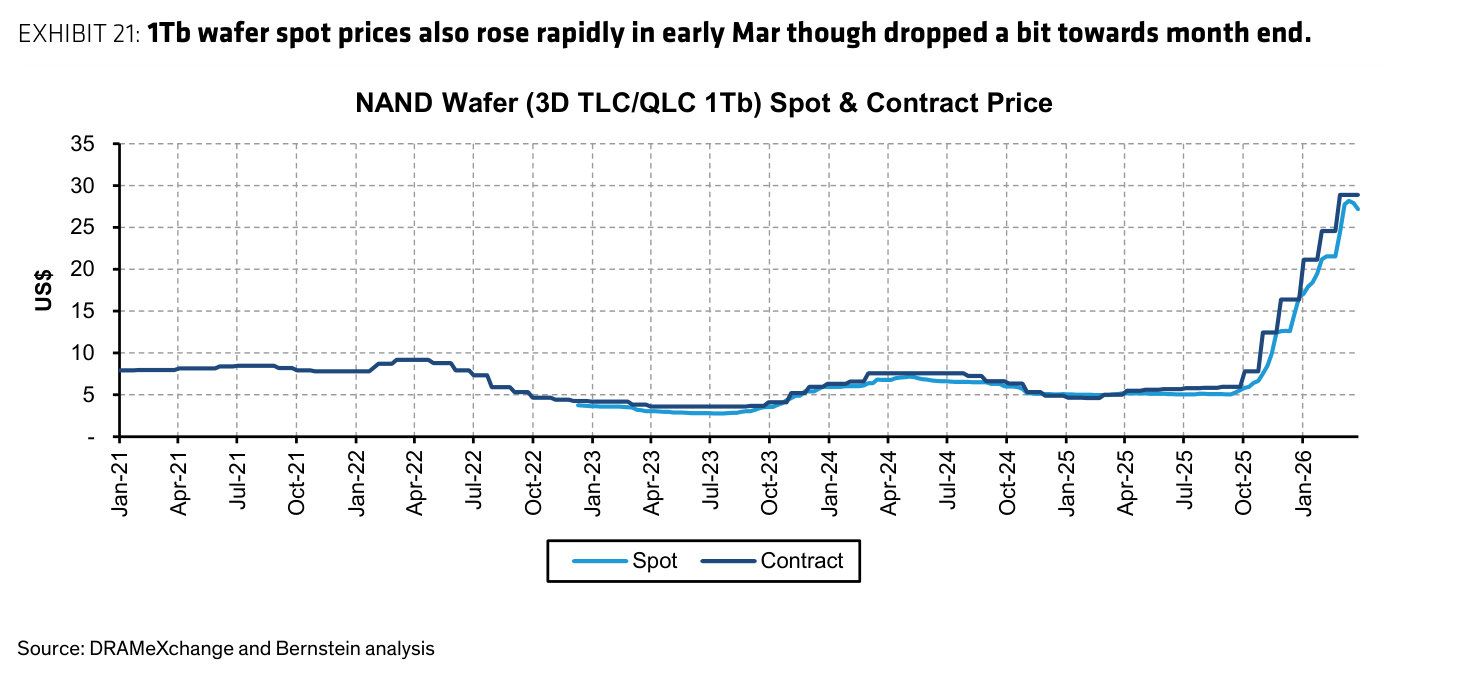 EXHIBIT 21: 1Tb wafer spot prices also rose rapidly in early Mar though dropped a bit towards month end.
NAND Wafer (3D TLC/QLC 1Tb) Spot & Contract Price
35
30
25
20
15
10
5
-
US$
Jan-21
Apr-21
Jul-21
Oct-21
Jan-22
Apr-22
Jul-22
Oct-22
Jan-23
Apr-23
Jul-23
Oct-23
Jan-24
Apr-24
Jul-24
Oct-24
Jan-25
Apr-25
Jul-25
Oct-25
Jan-26
Spot
Contract
Source: DRAMeXchange and Bernstein analysis